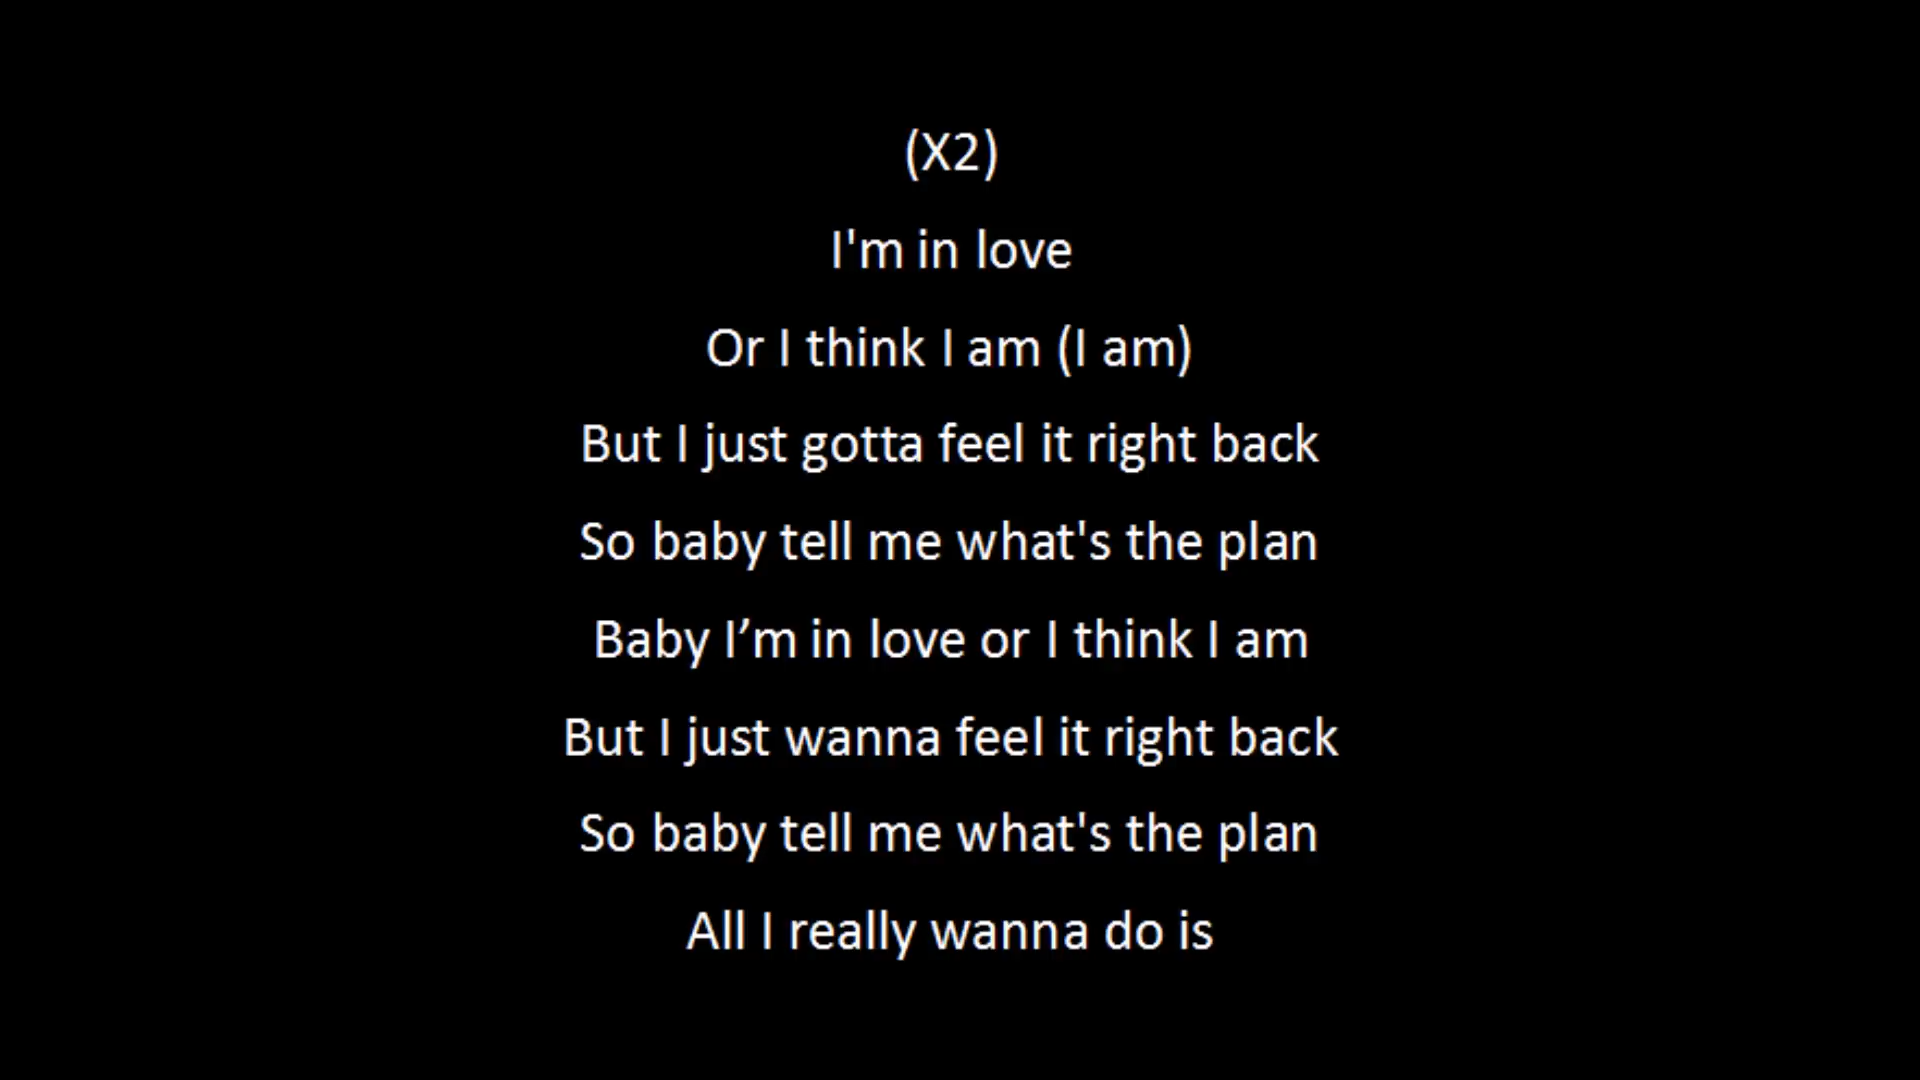 (X2)
I'm in love
Or I think I am (I am)
But I just gotta feel it right back
So baby tell me what's the plan
Baby I’m in love or I think I am
But I just wanna feel it right back
So baby tell me what's the plan
All I really wanna do is